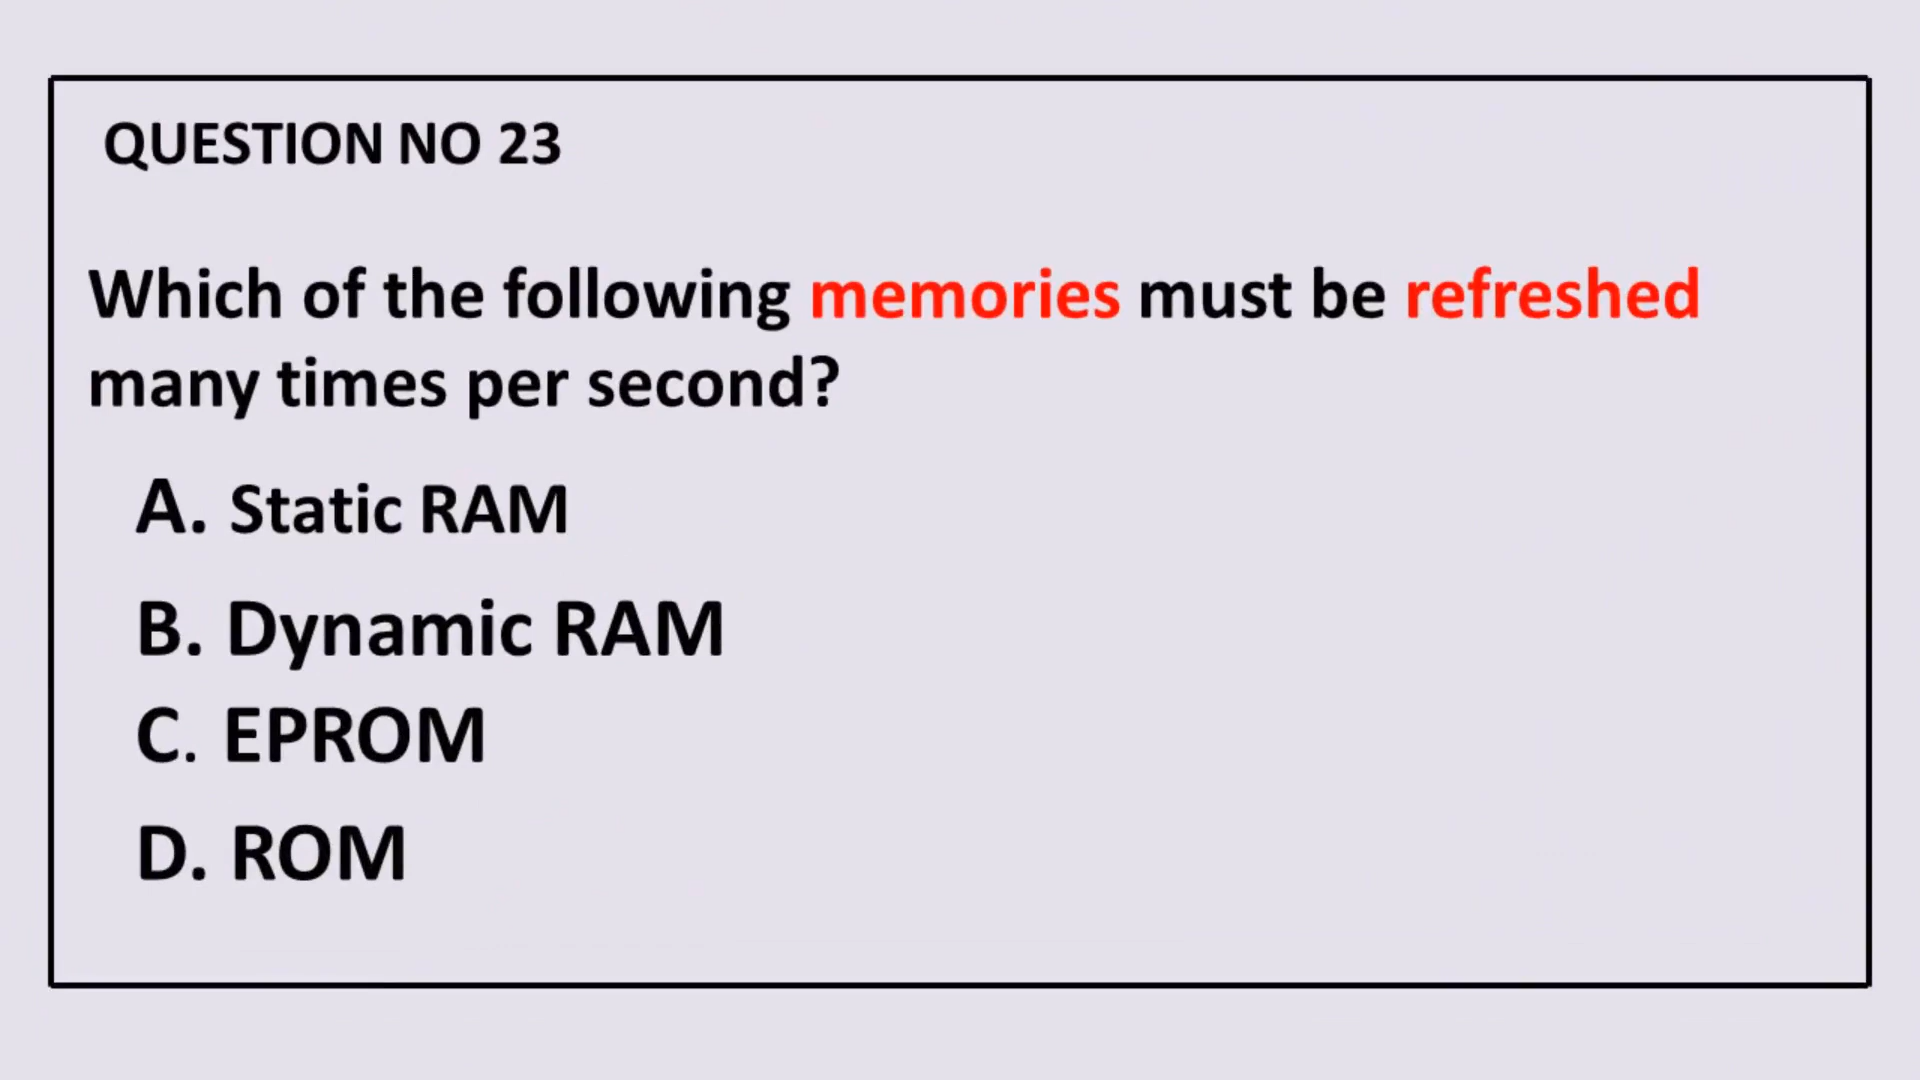 QUESTION NO 23
Which of the following memories must be refreshed
many times per second?
A. Static RAM
B. Dynamic RAM
C. EPROM
D. ROM